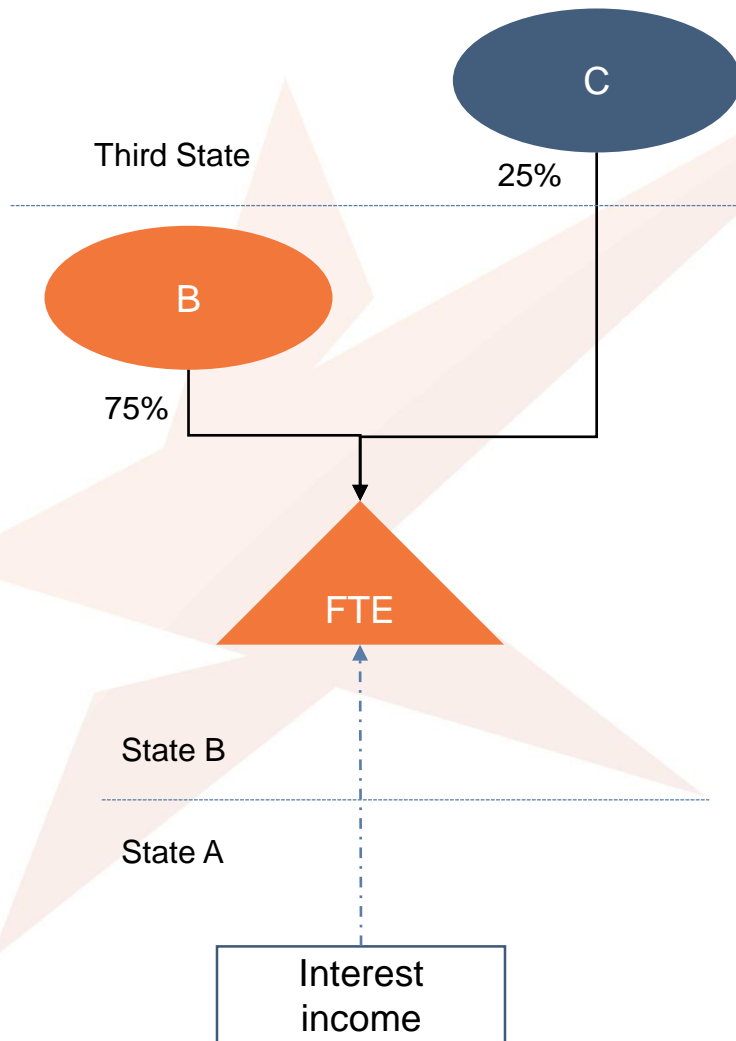 C
Third State
25%
B
75%
FTE
State B
State A
Interest
income